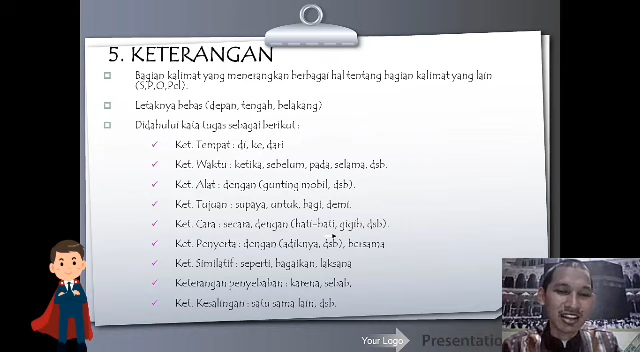 5. KETERANGAN
Bagian kalimat yang menerangkan berbagai hal tentang bagian kalimat yang lain
(S,P,O,Pel).
Letaknya bebas (depan, tengah, belakang)
Didahului kata tugas sebagai berikut :
Ket. Tempat : di, ke, dari
Ket. Waktu : ketika, sebelum, pada, selama, dsb.
Ket. Alat : dengan (gunting mobil, dsb).
Ket. Tujuan : supaya, untuk, bagi, demi.
Ket. Cara : secara, dengan (hati-hati, gigih, dsb).
Ket. Penyerta : dengan (adiknya, dsb), bersama
Ket. Similatif : seperti, bagaikan, laksana
Keterangan penyebaban : karena, sebab,
Ket. Kesalingan : satu sama lain, dsb.
Your Logo
Presentatio